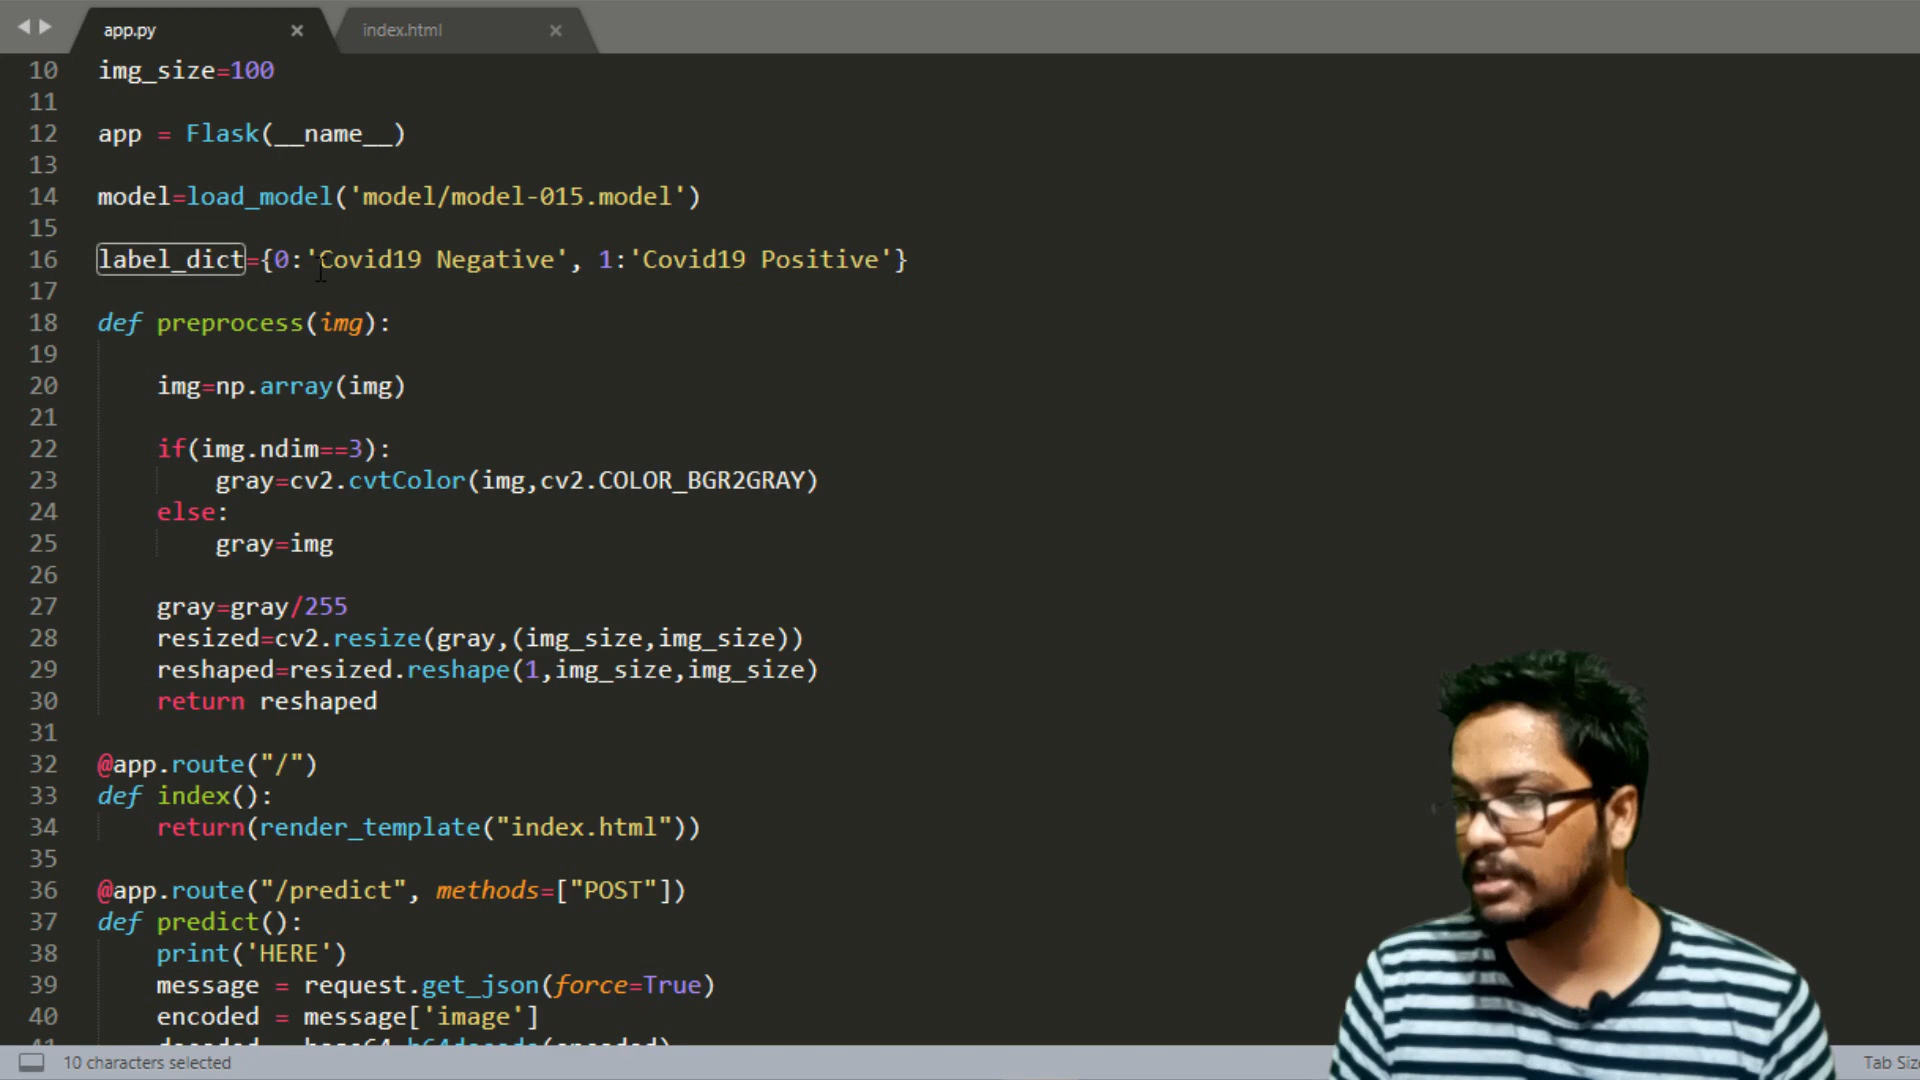 app.py × index.html ×
10 img_size=100
11
12 app = Flask(__name__)
13
14 model=load_model('model/model-015.model')
15
16 label_dict={0:'Covid19 Negative', 1:'Covid19 Positive'}
17
18 def preprocess(img):
19
20 img=np.array(img)
21
22 if(img.ndim==3):
23 gray=cv2.cvtColor(img,cv2.COLOR_BGR2GRAY)
24 else:
25 gray=img
26
27 gray=gray/255
28 resized=cv2.resize(gray,(img_size,img_size))
29 reshaped=resized.reshape(1,img_size,img_size)
30 return reshaped
31
32 @app.route("/")
33 def index():
34 return(render_template("index.html"))
35
36 @app.route("/predict", methods=["POST"])
37 def predict():
38 print('HERE')
39 message = request.get_json(force=True)
40 encoded = message['image']
41 decoded = base64.b64decode(encoded)
10 characters selected Tab Siz